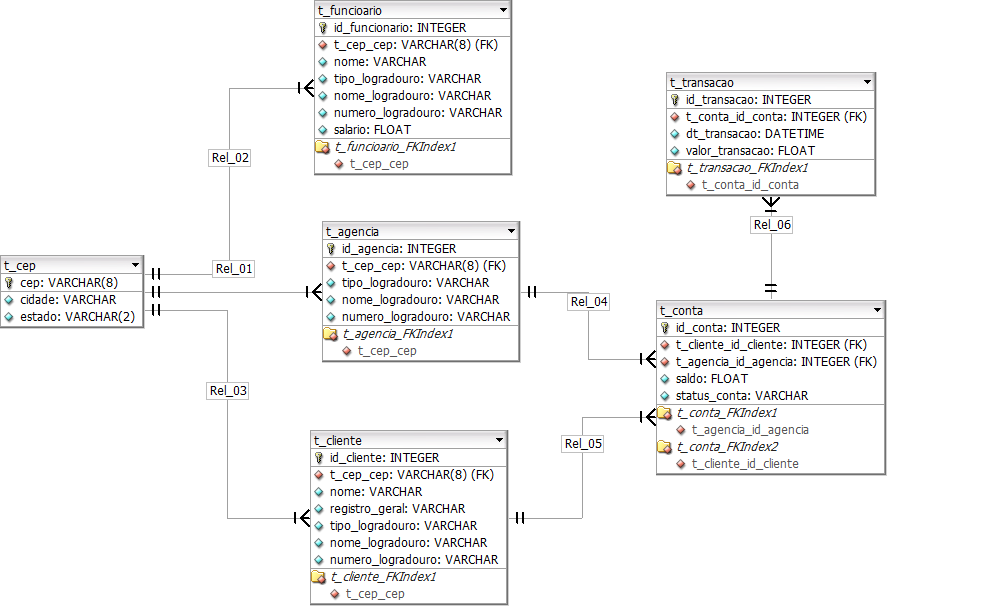 t_funcioario
id_funcionario: INTEGER
t_cep_cep: VARCHAR(8) (FK)
nome: VARCHAR
tipo_logradouro: VARCHAR
nome_logradouro: VARCHAR
numero_logradouro: VARCHAR
salario: FLOAT
t_funcioario_FKIndex1
t_cep_cep
t_transacao
id_transacao: INTEGER
t_conta_id_conta: INTEGER (FK)
dt_transacao: DATETIME
valor_transacao: FLOAT
t_transacao_FKIndex1
t_conta_id_conta
Rel_02
Rel_06
t_cep
cep: VARCHAR(8)
cidade: VARCHAR
estado: VARCHAR(2)
Rel_01
t_agencia
id_agencia: INTEGER
t_cep_cep: VARCHAR(8) (FK)
tipo_logradouro: VARCHAR
nome_logradouro: VARCHAR
numero_logradouro: VARCHAR
t_agencia_FKIndex1
t_cep_cep
Rel_04
t_conta
id_conta: INTEGER
t_cliente_id_cliente: INTEGER (FK)
t_agencia_id_agencia: INTEGER (FK)
saldo: FLOAT
status_conta: VARCHAR
t_conta_FKIndex1
t_agencia_id_agencia
t_conta_FKIndex2
t_cliente_id_cliente
Rel_03
Rel_05
t_cliente
id_cliente: INTEGER
t_cep_cep: VARCHAR(8) (FK)
nome: VARCHAR
registro_geral: VARCHAR
tipo_logradouro: VARCHAR
nome_logradouro: VARCHAR
numero_logradouro: VARCHAR
t_cliente_FKIndex1
t_cep_cep